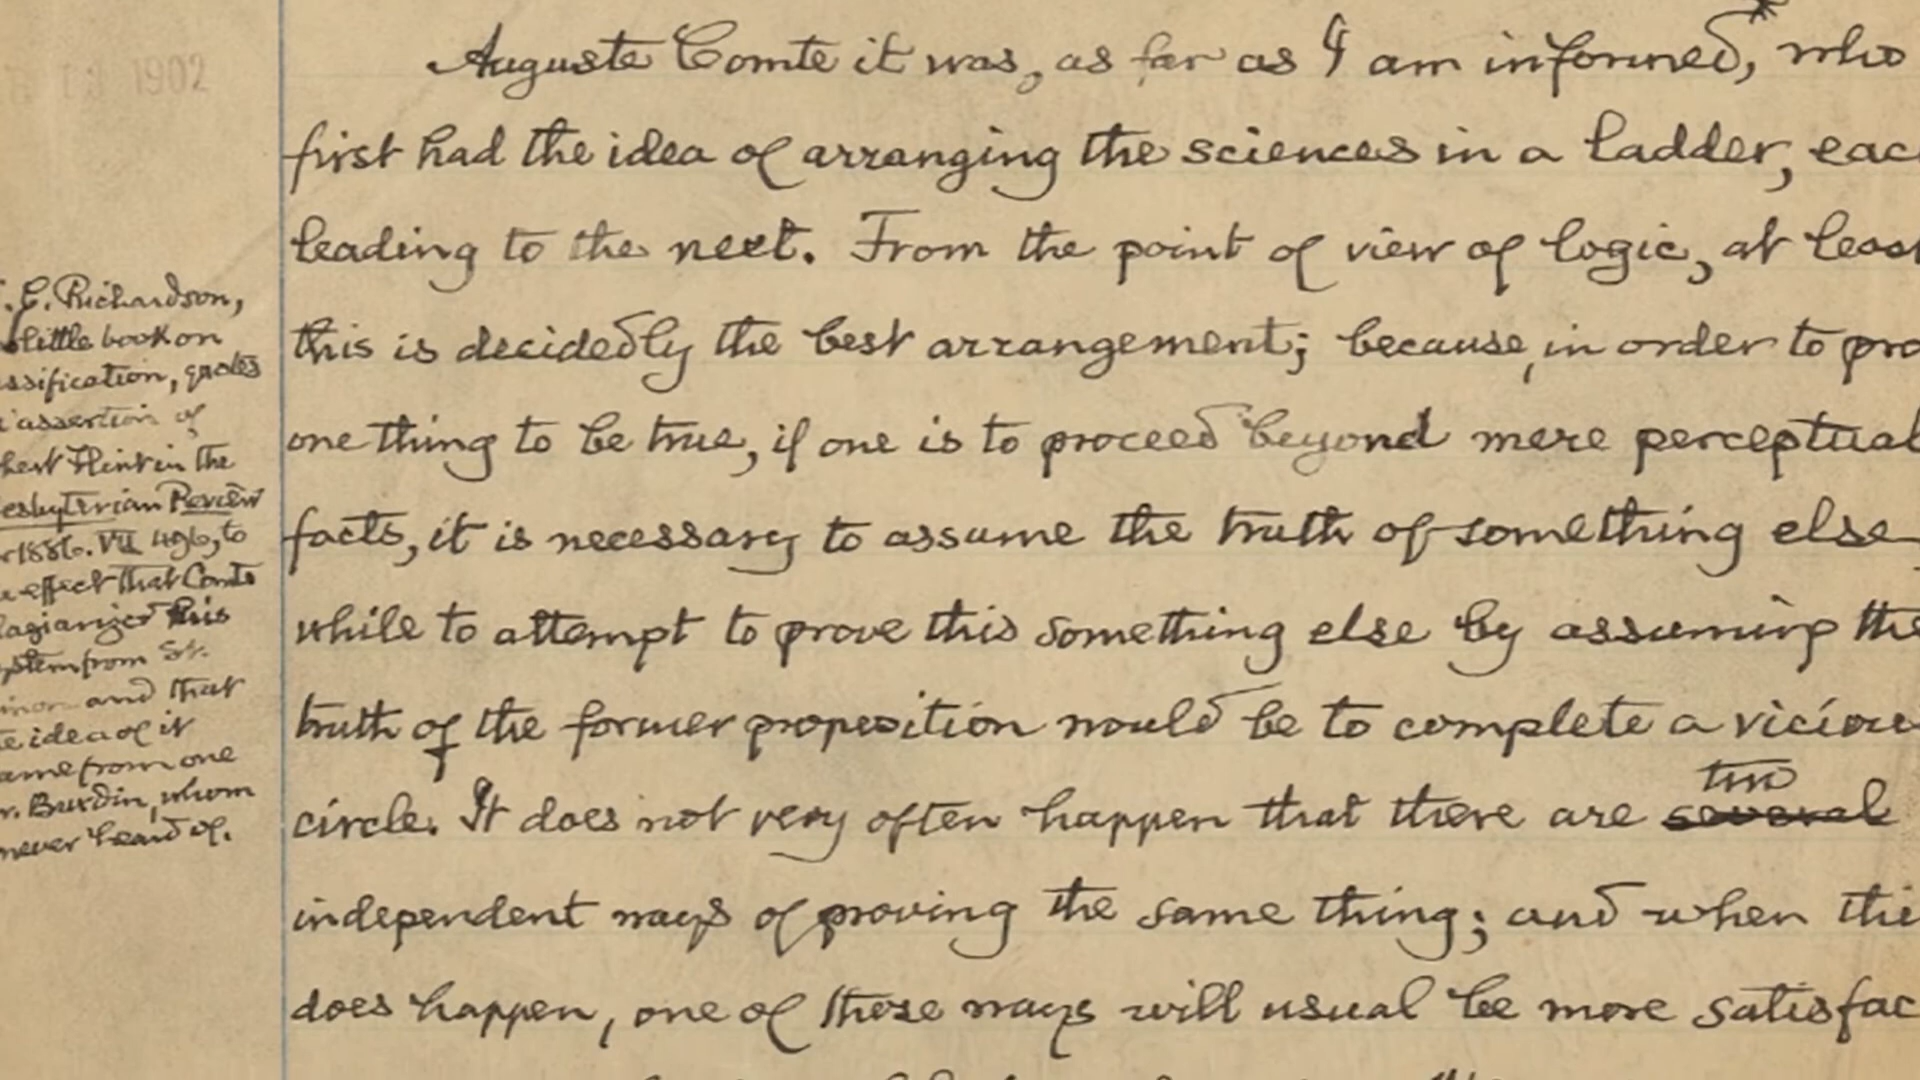 1902
Auguste Comte it was, as far as I am informed,* who
first had the idea of arranging the sciences in a ladder, eac
leading to the next. From the point of view of logic, at least
this is decidedly the best arrangement; because, in order to pro
one thing to be true, if one is to proceed beyond mere perceptual
facts, it is necessary to assume the truth of something else
while to attempt to prove this something else by assuming the
truth of the former proposition would be to complete a viciou
circle. It does not very often happen that there are two several
independent ways of proving the same thing; and when thi
does happen, one of those ways will usual be more satisfac
. E. Richardson,
little book on
ssification, quotes
assertion of
Flint in the
esbyterian Review
1886. VII 496, to
effect that Comte
lagiarized this
ystem from St.
and that
e idea of it
ame from one
r. Burdin, whom
never heard of.